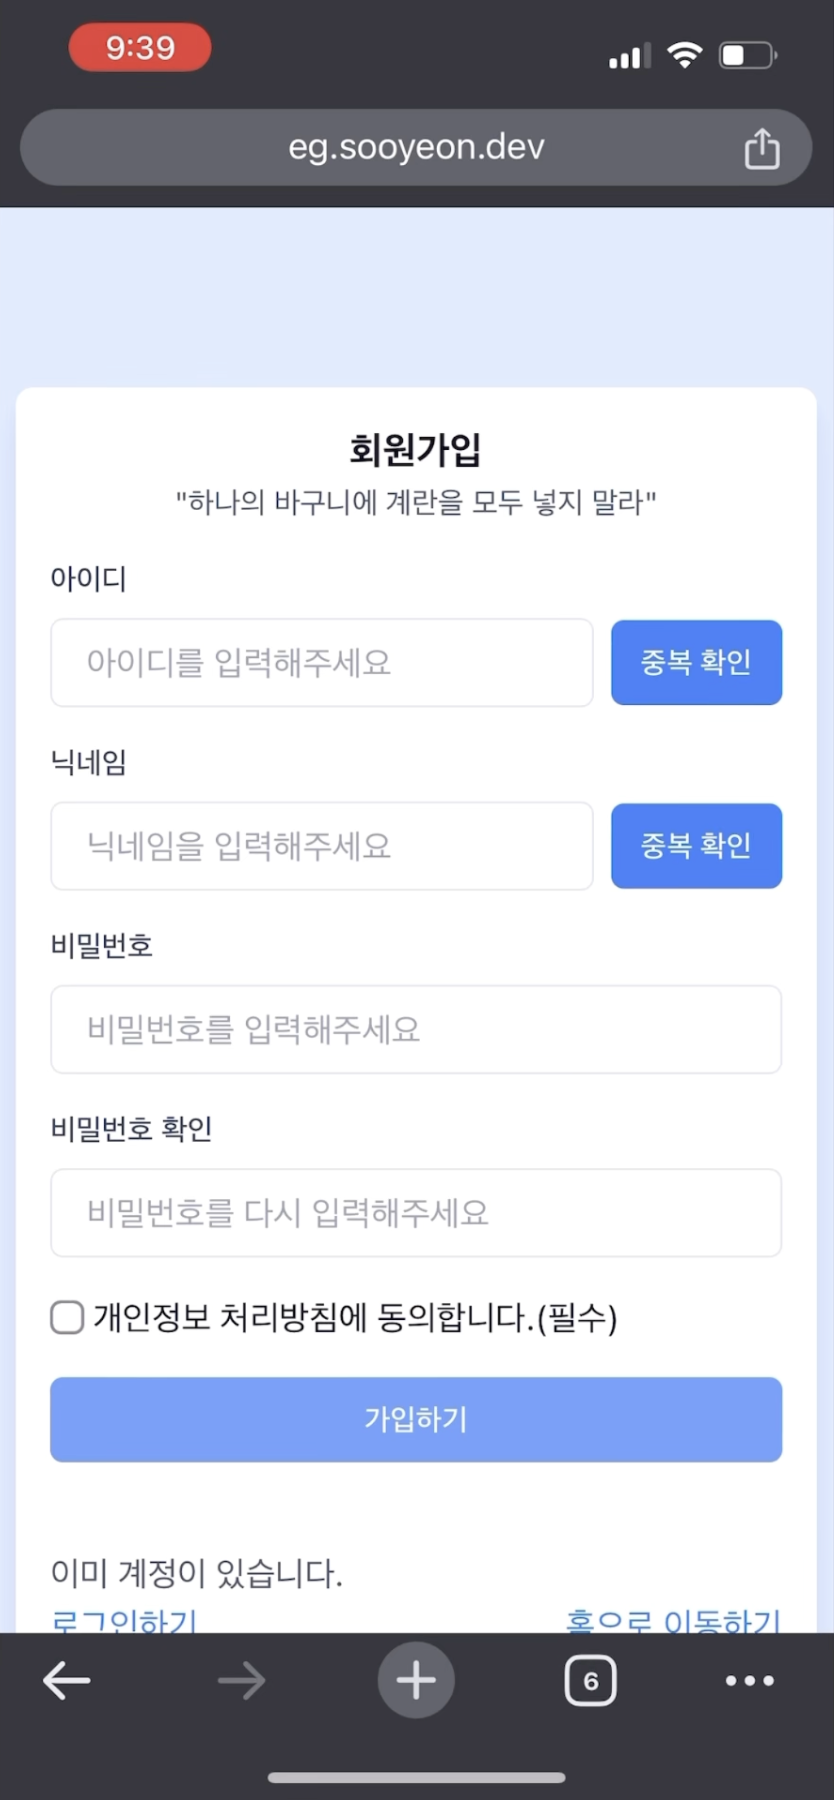 9:39
eg.sooyeon.dev
회원가입
"하나의 바구니에 계란을 모두 넣지 말라"
아이디
아이디를 입력해주세요
중복 확인
닉네임
닉네임을 입력해주세요
중복 확인
비밀번호
비밀번호를 입력해주세요
비밀번호 확인
비밀번호를 다시 입력해주세요
개인정보 처리방침에 동의합니다.(필수)
가입하기
이미 계정이 있습니다.
로그인하기 홈으로 이동하기
6